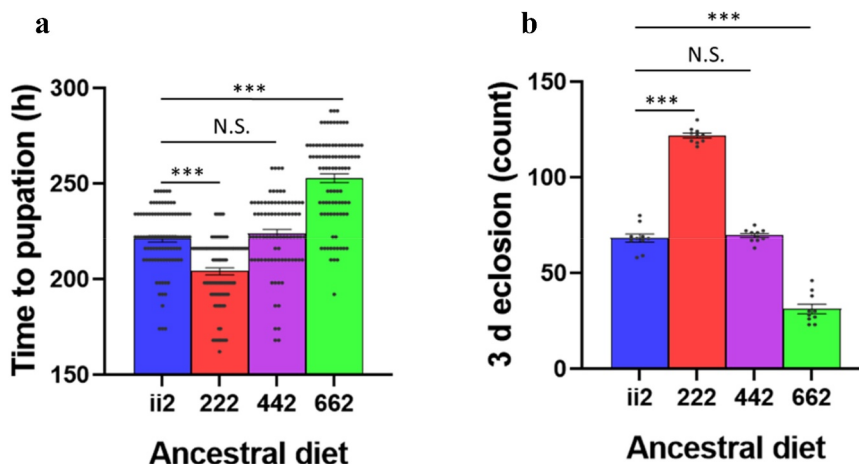 a
Time to pupation (h)
300
250
200
150
***
N.S.
***
ii2 222 442 662
Ancestral diet
b
3 d eclosion (count)
150
100
50
0
***
N.S.
***
ii2 222 442 662
Ancestral diet